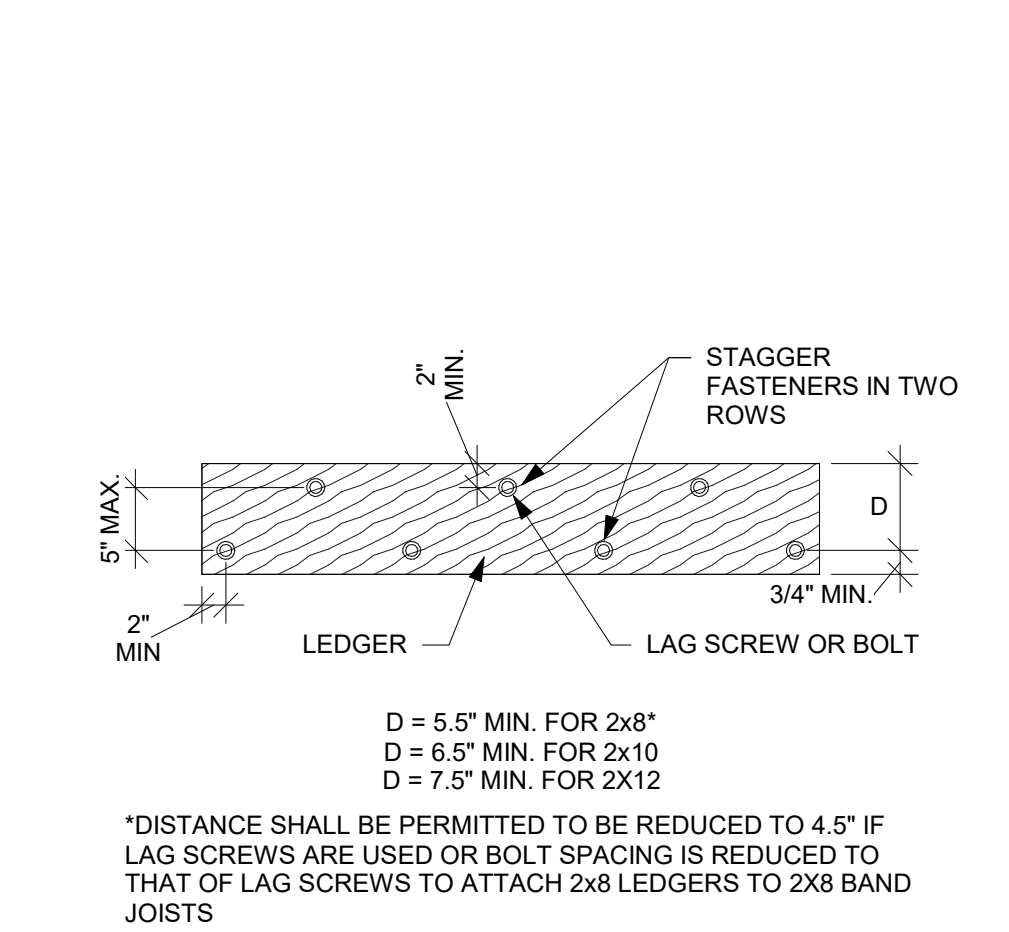 2"
MIN.
STAGGER
FASTENERS IN TWO
ROWS
5" MAX.
D
3/4" MIN.
2"
MIN
LEDGER
LAG SCREW OR BOLT
D = 5.5" MIN. FOR 2x8*
D = 6.5" MIN. FOR 2x10
D = 7.5" MIN. FOR 2X12
*DISTANCE SHALL BE PERMITTED TO BE REDUCED TO 4.5" IF
LAG SCREWS ARE USED OR BOLT SPACING IS REDUCED TO
THAT OF LAG SCREWS TO ATTACH 2x8 LEDGERS TO 2X8 BAND
JOISTS